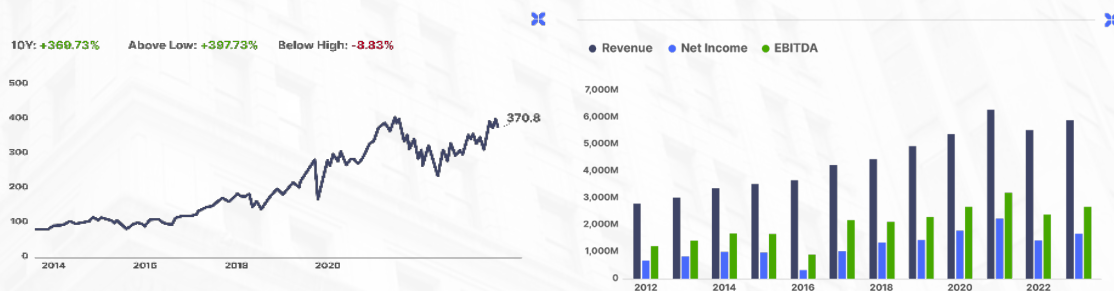 10Y: +369.73% Above Low: +397.73% Below High: -8.83%
500
400
300
200
100
0
370.8
2014 2016 2018 2020
Revenue Net Income EBITDA
7,000M
6,000M
5,000M
4,000M
3,000M
2,000M
1,000M
0
2012 2014 2016 2018 2020 2022